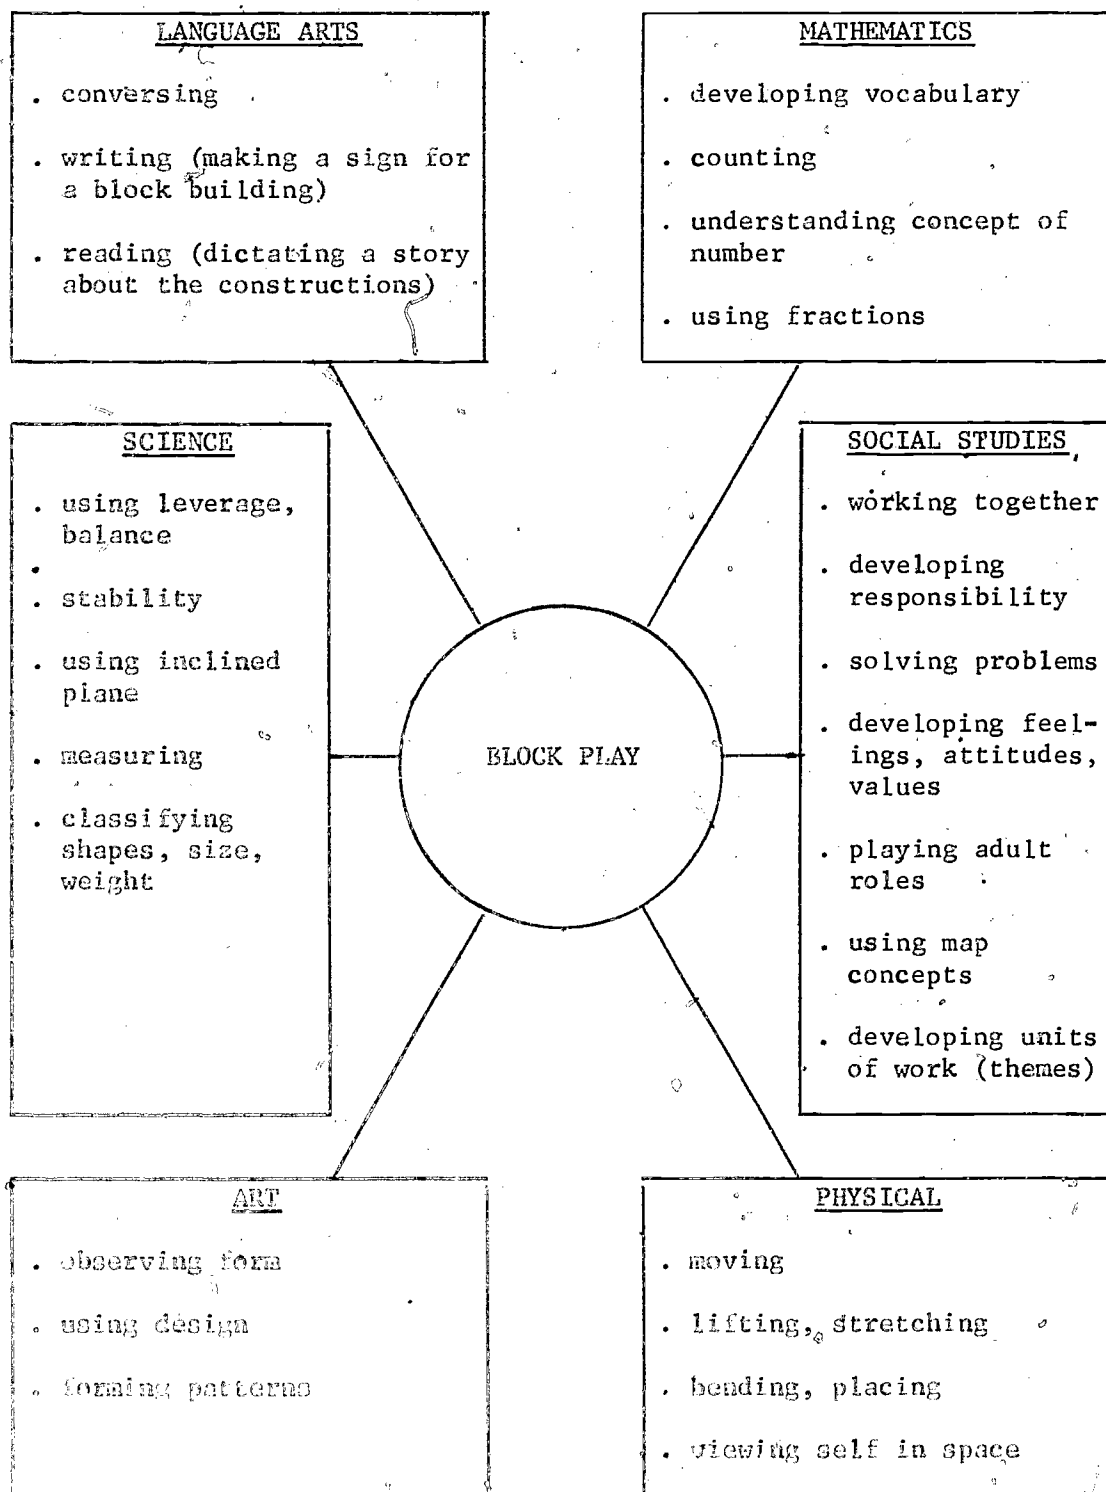 LANGUAGE ARTS
. conversing
. writing (making a sign for
a block building)
. reading (dictating a story
about the constructions)
MATHEMATICS
. developing vocabulary
. counting
. understanding concept of
number
. using fractions
SCIENCE
. using leverage,
balance
.
. stability
. using inclined
plane
. measuring
. classifying
shapes, size,
weight
BLOCK PLAY
SOCIAL STUDIES
. working together
. developing
responsibility
. solving problems
. developing feel-
ings, attitudes,
values
. playing adult
roles
. using map
concepts
. developing units
of work (themes)
ART
. observing form
. using design
. forming patterns
PHYSICAL
. moving
. lifting, stretching
. bending, placing
. viewing self in space